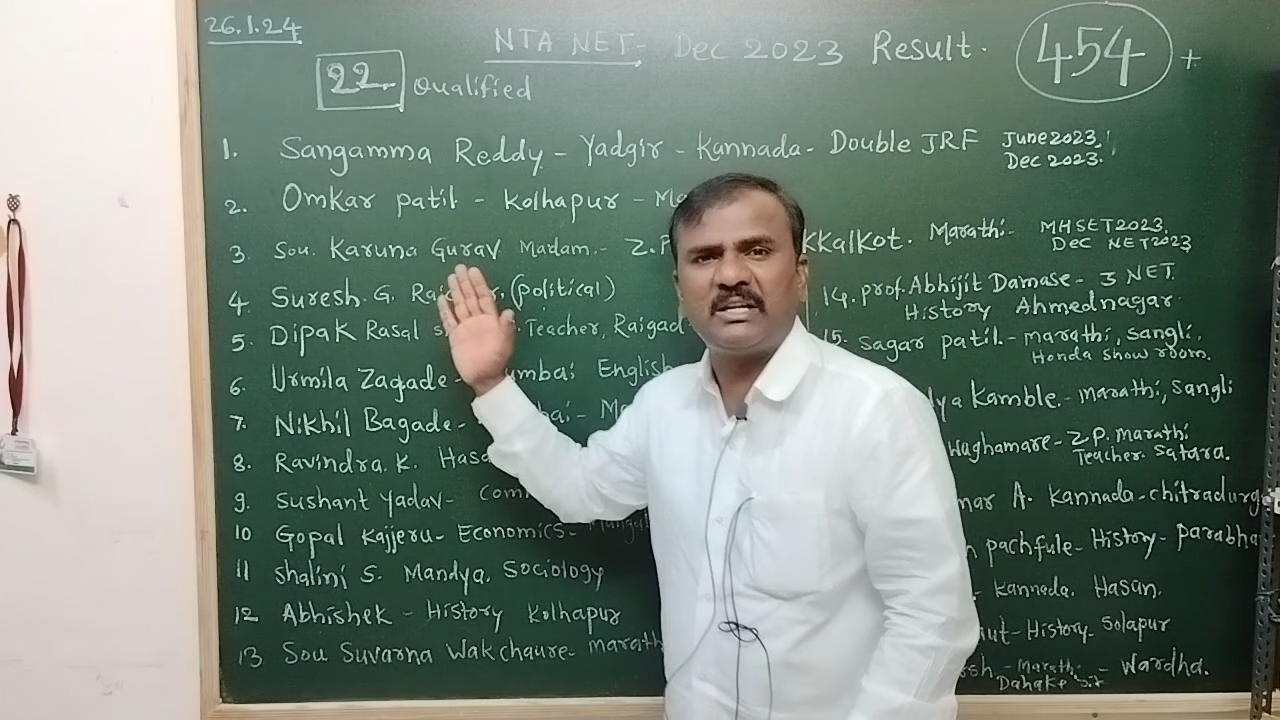 26.1.24
NTA NET- Dec 2023 Result.
454 +
22. Qualified
1. Sangamma Reddy - Yadgir - Kannada - Double JRF June 2023, Dec 2023.
2. Omkar patil - Kolhapur -
3 Sou. Karuna Gurav Madam. - Z.P kkalkot. Marathi - MHSET2023, Dec NET2023
4 Suresh. G. (political)
5. Dipak Rasal Teacher, Raigad
6. Urmila Zagade - English
7. Nikhil Bagade -
8. Ravindra. K.
9. Sushant Yadav -
10 Gopal Kajjeru - Economics -
11 Shalini S. Mandya. Sociology
12 Abhishek - History Kolhapur
13 Sou Suvarna Wakchaure - marath
14. prof. Abhijit Damase - 3 NET.
History Ahmednagar
15. Sagar patil - marathi, Sangli.
Honda Show room.
Kamble. - marathi, Sangli
Waghamare - Z.P. Marathi
Teacher. Satara.
A. Kannada - chitradurg
pachfule - History - Parabha
Kannada. Hasan.
History - Solapur
Marathi - Wardha.
Dahake Sir